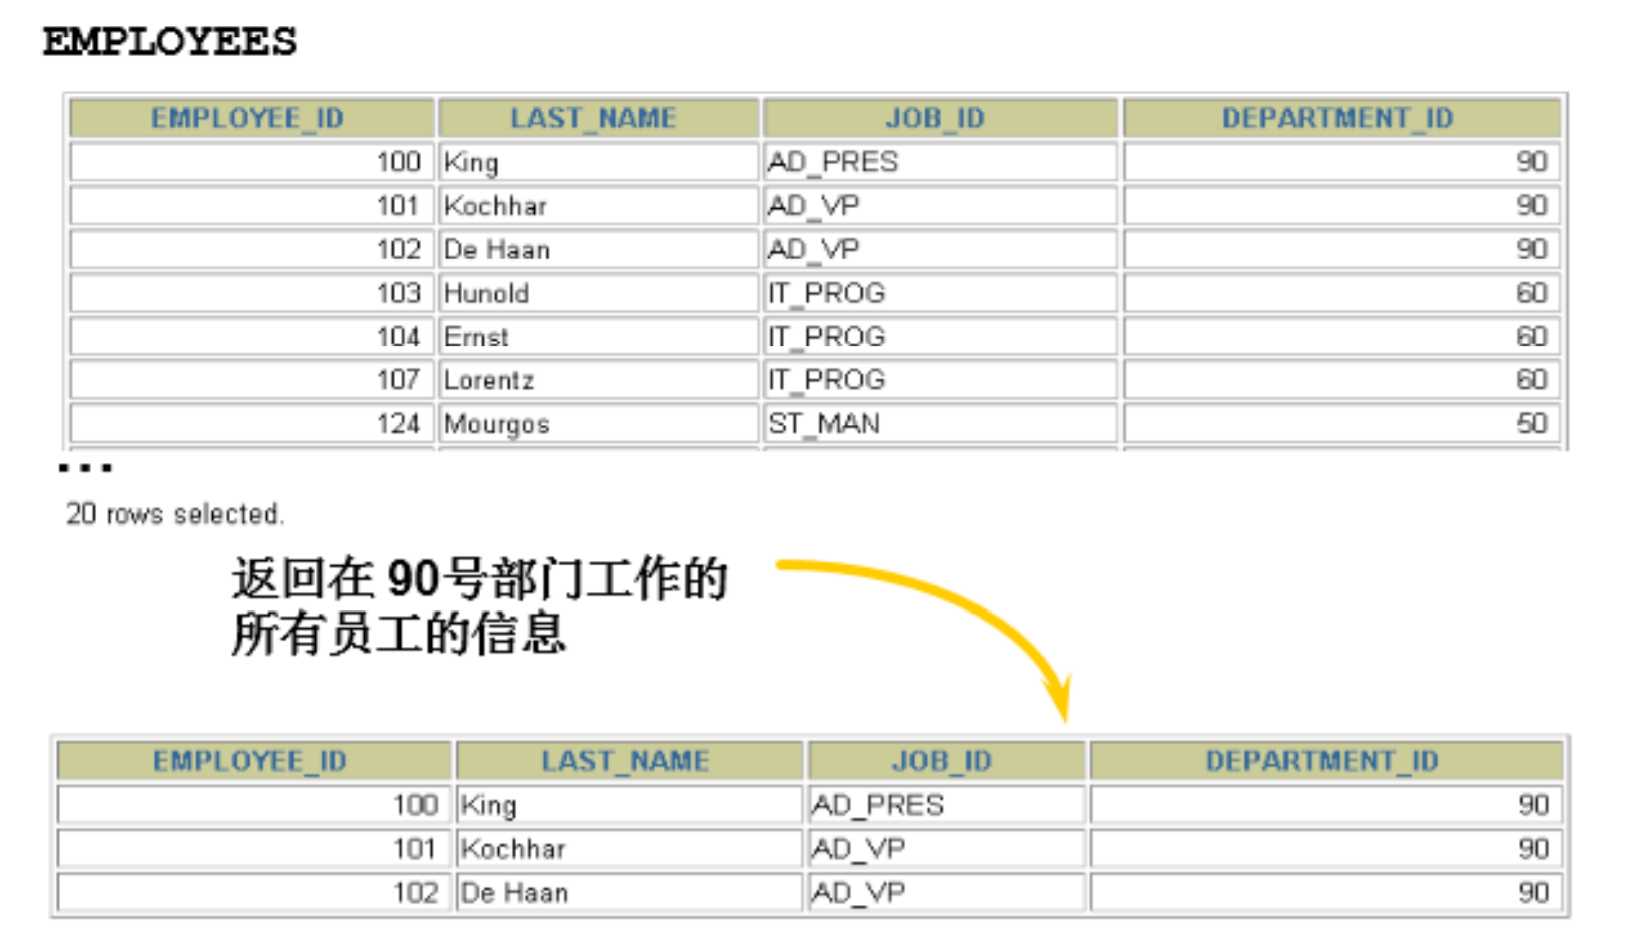 EMPLOYEES
EMPLOYEE_ID LAST_NAME JOB_ID DEPARTMENT_ID
100 King AD_PRES 90
101 Kochhar AD_VP 90
102 De Haan AD_VP 90
103 Hunold IT_PROG 60
104 Ernst IT_PROG 60
107 Lorentz IT_PROG 60
124 Mourgos ST_MAN 50
...
20 rows selected.
返回在 90号部门工作的
所有员工的信息
EMPLOYEE_ID LAST_NAME JOB_ID DEPARTMENT_ID
100 King AD_PRES 90
101 Kochhar AD_VP 90
102 De Haan AD_VP 90